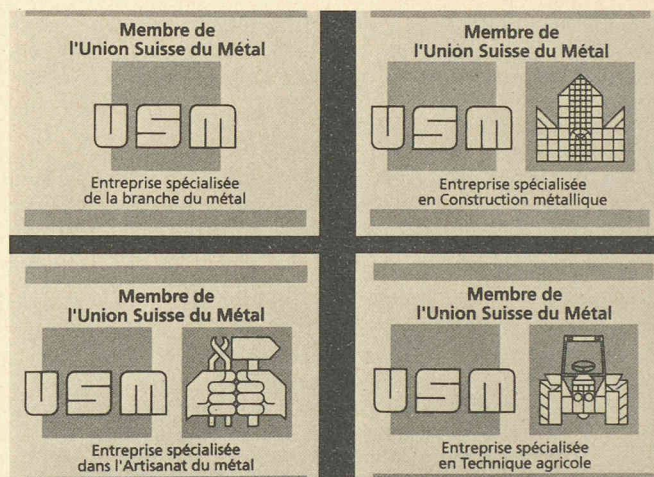 Membre de
l'Union Suisse du Métal
USM
Entreprise spécialisée
de la branche du métal
Membre de
l'Union Suisse du Métal
USM
Entreprise spécialisée
en Construction métallique
Membre de
l'Union Suisse du Métal
USM
Entreprise spécialisée
dans l'Artisanat du métal
Membre de
l'Union Suisse du Métal
USM
Entreprise spécialisée
en Technique agricole